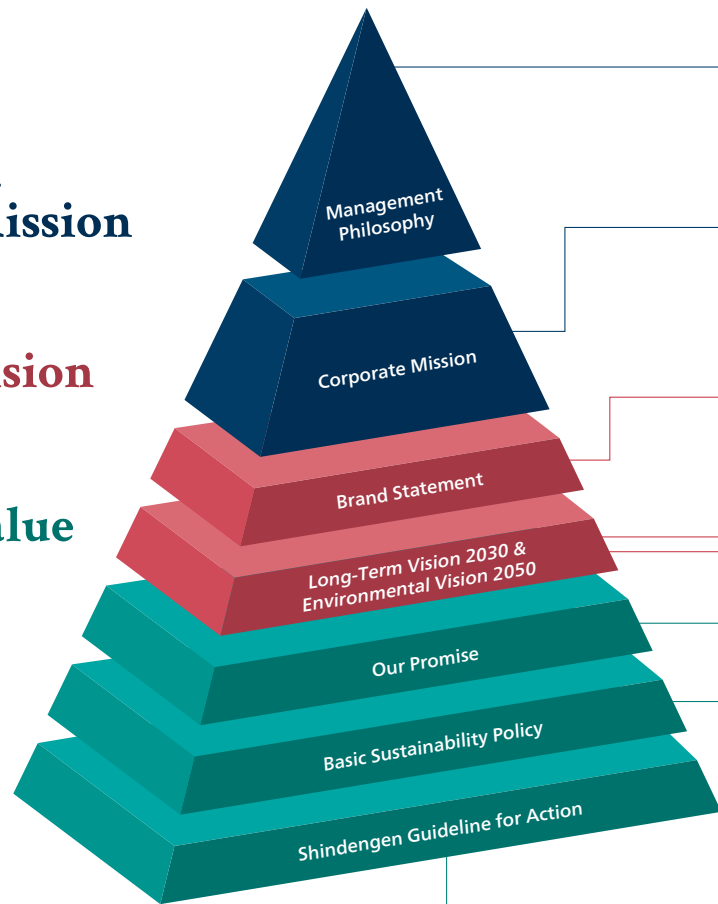 Management
Philosophy
ission
Corporate Mission
sion
Brand Statement
alue
Long-Term Vision 2030 &
Environmental Vision 2050
Our Promise
Basic Sustainability Policy
Shindengen Guideline for Action